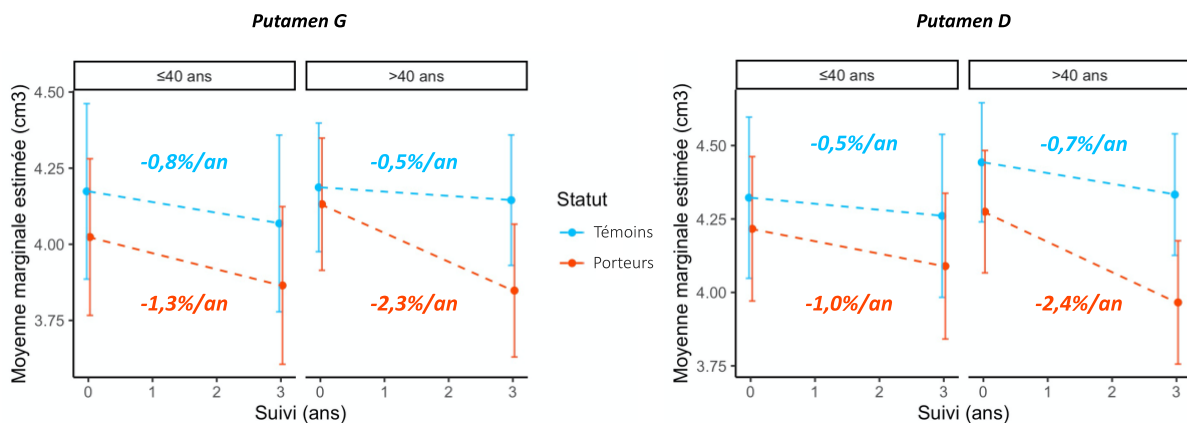 Putamen G
≤40 ans
>40 ans
Moyenne marginale estimée (cm3)
4.50
4.25
4.00
3.75
-0,8%/an
-0,5%/an
-1,3%/an
-2,3%/an
0 1 2 3 0 1 2 3
Suivi (ans)
Statut
Témoins
Porteurs
Putamen D
≤40 ans
>40 ans
Moyenne marginale estimée (cm3)
4.50
4.25
4.00
3.75
-0,5%/an
-0,7%/an
-1,0%/an
-2,4%/an
0 1 2 3 0 1 2 3
Suivi (ans)